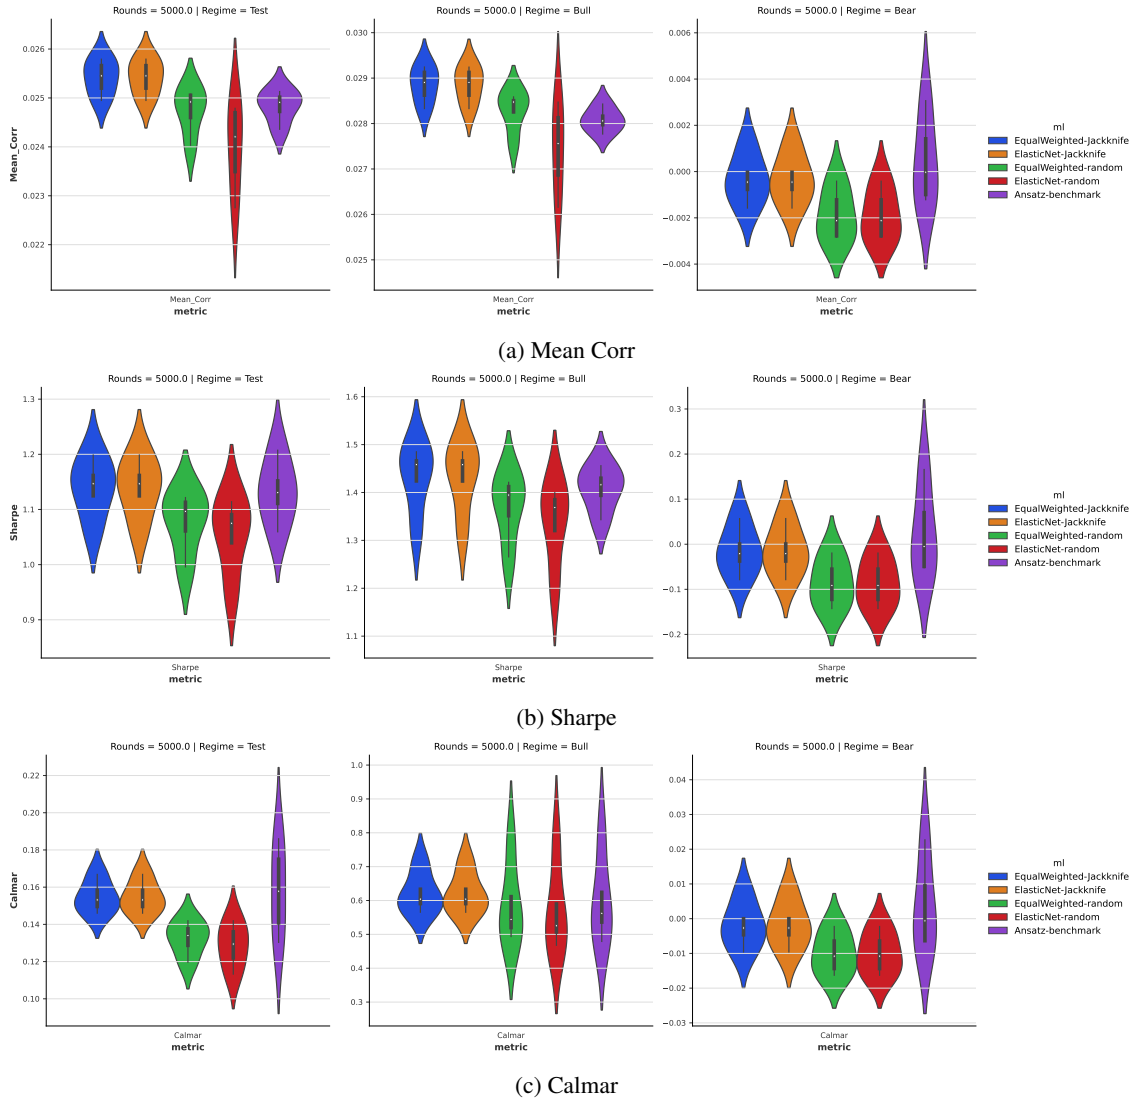 Rounds = 5000.0 | Regime = Test
Rounds = 5000.0 | Regime = Bull
Rounds = 5000.0 | Regime = Bear
Mean_Corr
0.026
0.025
0.024
0.023
0.022
Mean_Corr
metric
0.030
0.029
0.028
0.027
0.026
0.025
Mean_Corr
metric
0.006
0.004
0.002
0.000
−0.002
−0.004
Mean_Corr
metric
ml
EqualWeighted-Jackknife
ElasticNet-Jackknife
EqualWeighted-random
ElasticNet-random
Ansatz-benchmark
(a) Mean Corr
Rounds = 5000.0 | Regime = Test
Rounds = 5000.0 | Regime = Bull
Rounds = 5000.0 | Regime = Bear
Sharpe
1.3
1.2
1.1
1.0
0.9
Sharpe
metric
1.6
1.5
1.4
1.3
1.2
1.1
Sharpe
metric
0.3
0.2
0.1
0.0
−0.1
−0.2
Sharpe
metric
ml
EqualWeighted-Jackknife
ElasticNet-Jackknife
EqualWeighted-random
ElasticNet-random
Ansatz-benchmark
(b) Sharpe
Rounds = 5000.0 | Regime = Test
Rounds = 5000.0 | Regime = Bull
Rounds = 5000.0 | Regime = Bear
Calmar
0.22
0.20
0.18
0.16
0.14
0.12
0.10
Calmar
metric
1.0
0.9
0.8
0.7
0.6
0.5
0.4
0.3
Calmar
metric
0.04
0.03
0.02
0.01
0.00
−0.01
−0.02
−0.03
Calmar
metric
ml
EqualWeighted-Jackknife
ElasticNet-Jackknife
EqualWeighted-random
ElasticNet-random
Ansatz-benchmark
(c) Calmar